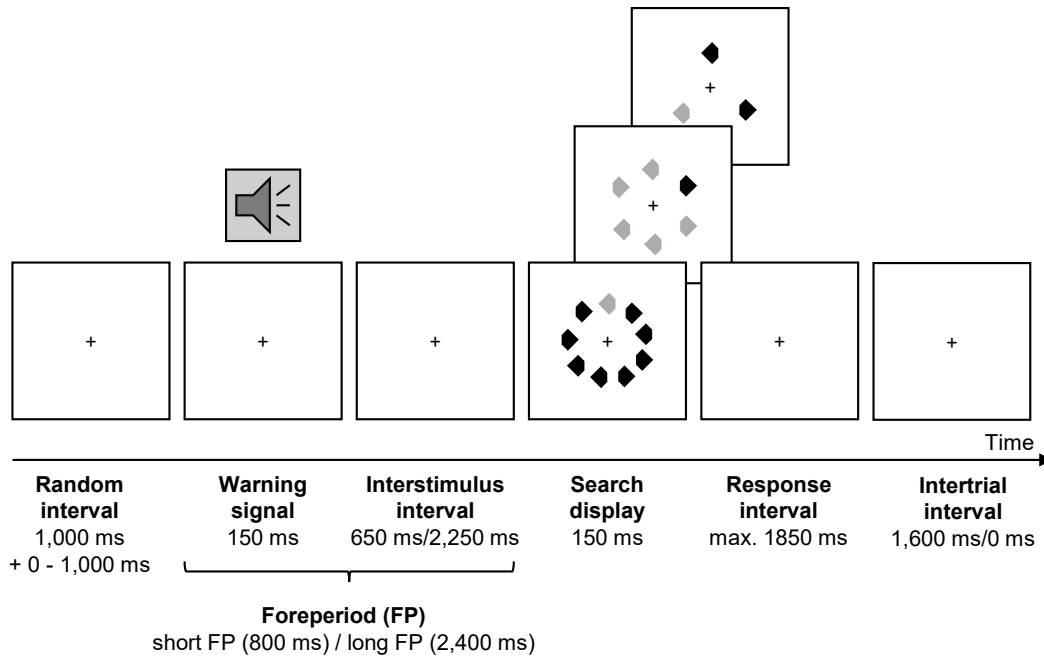 Time
Random
interval
1,000 ms
+ 0 - 1,000 ms
Warning
signal
150 ms
Interstimulus
interval
650 ms/2,250 ms
Search
display
150 ms
Response
interval
max. 1850 ms
Intertrial
interval
1,600 ms/0 ms
Foreperiod (FP)
short FP (800 ms) / long FP (2,400 ms)